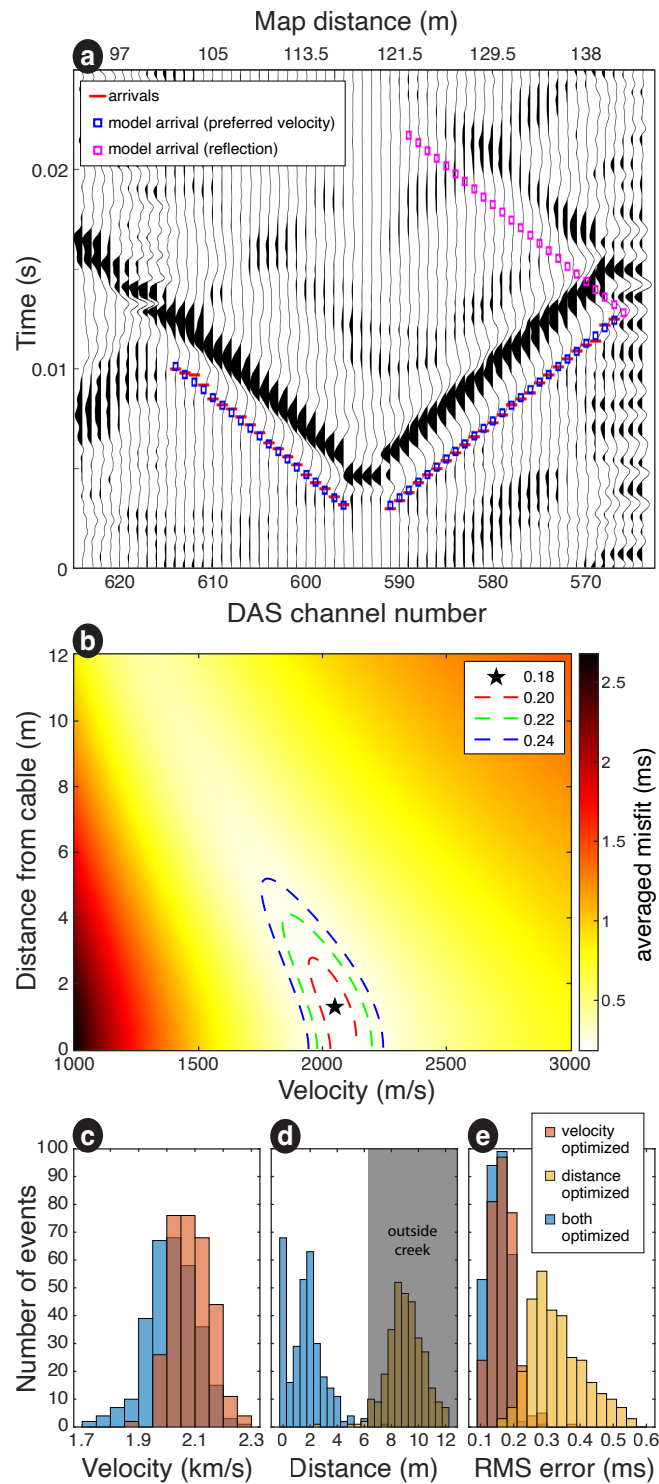 Map distance (m)
97 105 113.5 121.5 129.5 138
a
arrivals
model arrival (preferred velocity)
model arrival (reflection)
0.02
0.01
0
Time (s)
620 610 600 590 580 570
DAS channel number
b
12
10
8
6
4
2
0
Distance from cable (m)
0.18
0.20
0.22
0.24
1000 1500 2000 2500 3000
Velocity (m/s)
2.5
2
1.5
1
0.5
averaged misfit (ms)
c d e
velocity
optimized
distance
optimized
both
optimized
outside
creek
100
90
80
70
60
50
40
30
20
10
0
Number of events
1.7 1.9 2.1 2.3
Velocity (km/s)
0 2 4 6 8 10 12
Distance (m)
0.1 0.2 0.3 0.4 0.5 0.6
RMS error (ms)